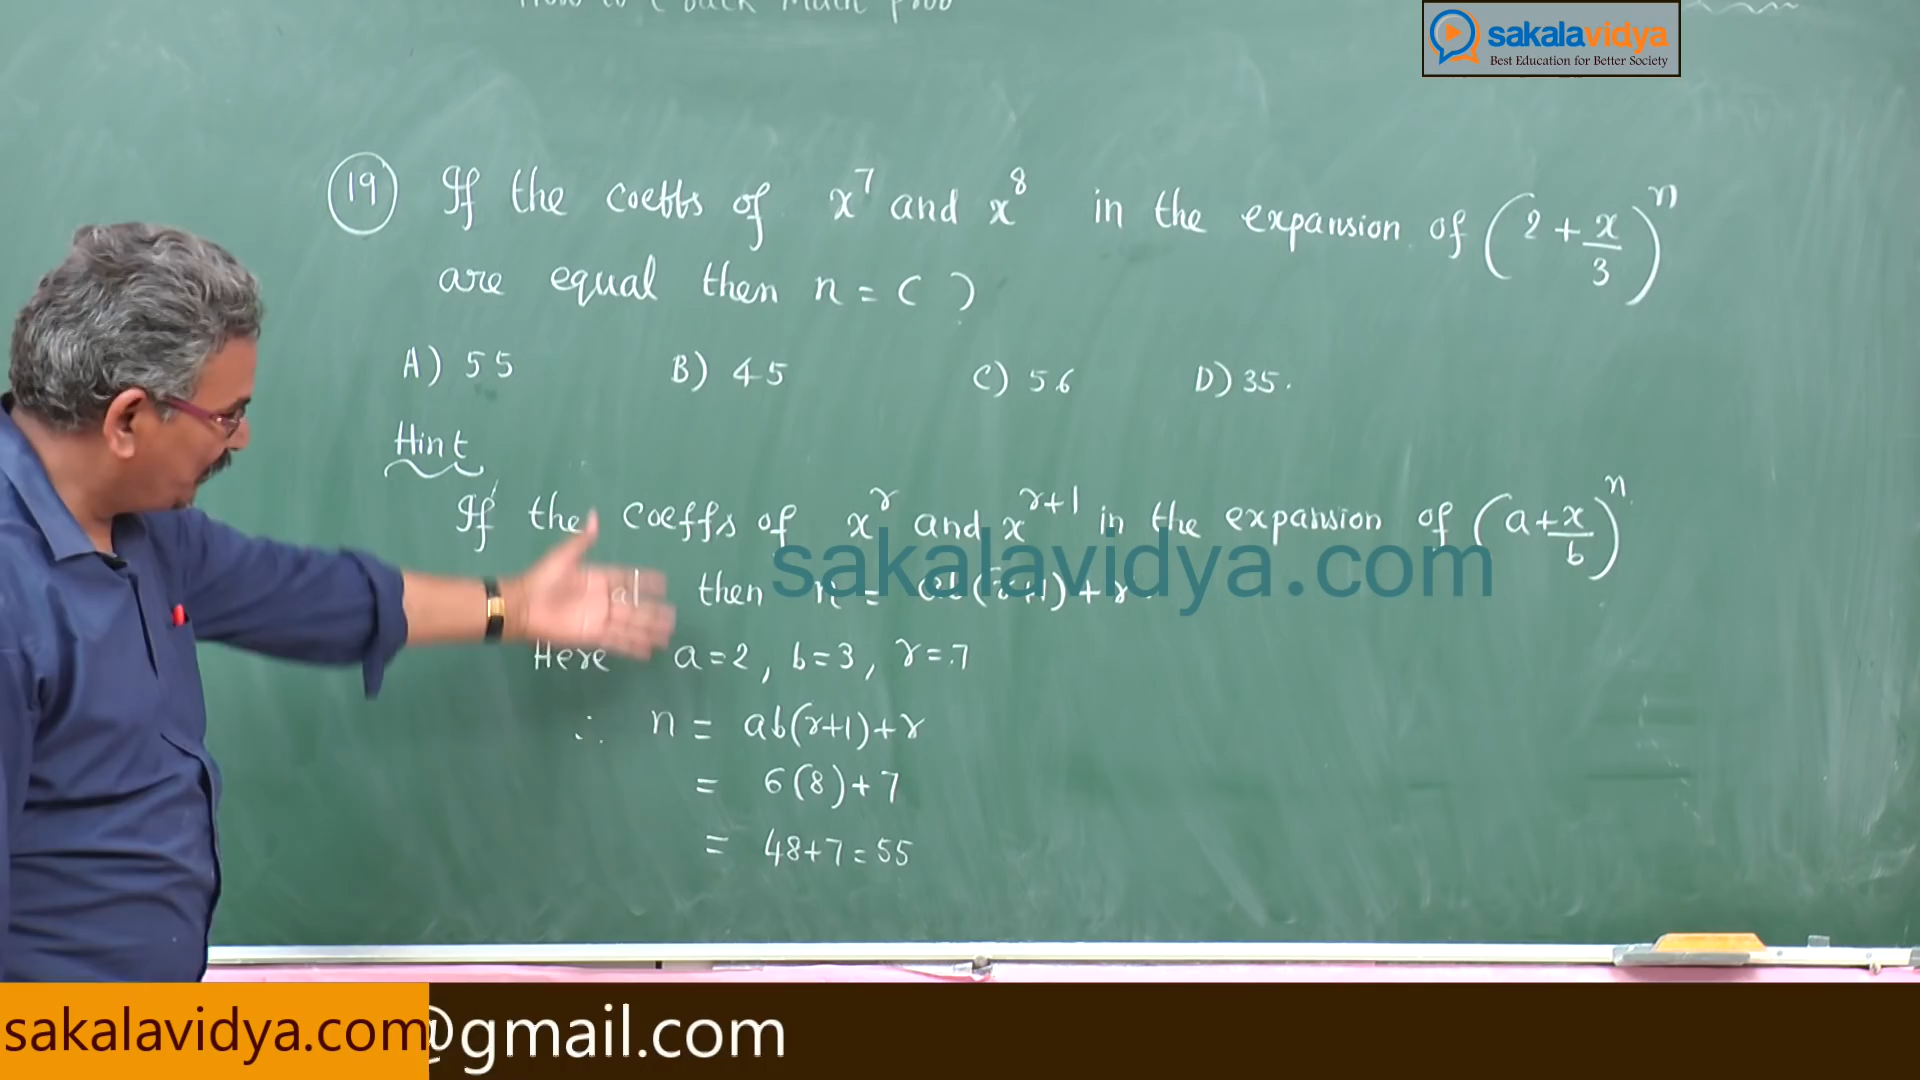 sakalavidya
Best Education for Better Society
19 If the coeffs of x⁷ and x⁸ in the expansion of (2 + x/3)ⁿ
are equal then n = ( )
A) 55 B) 45 C) 56 D) 35.
Hint
If the coeffs of x^r and x^(r+1) in the expansion of (a + x/b)ⁿ
then n = ab(r+1)+r
sakalavidya.com
Here a=2, b=3, r=7
∴ n = ab(r+1)+r
= 6(8)+7
= 48+7=55
sakalavidya.com @gmail.com